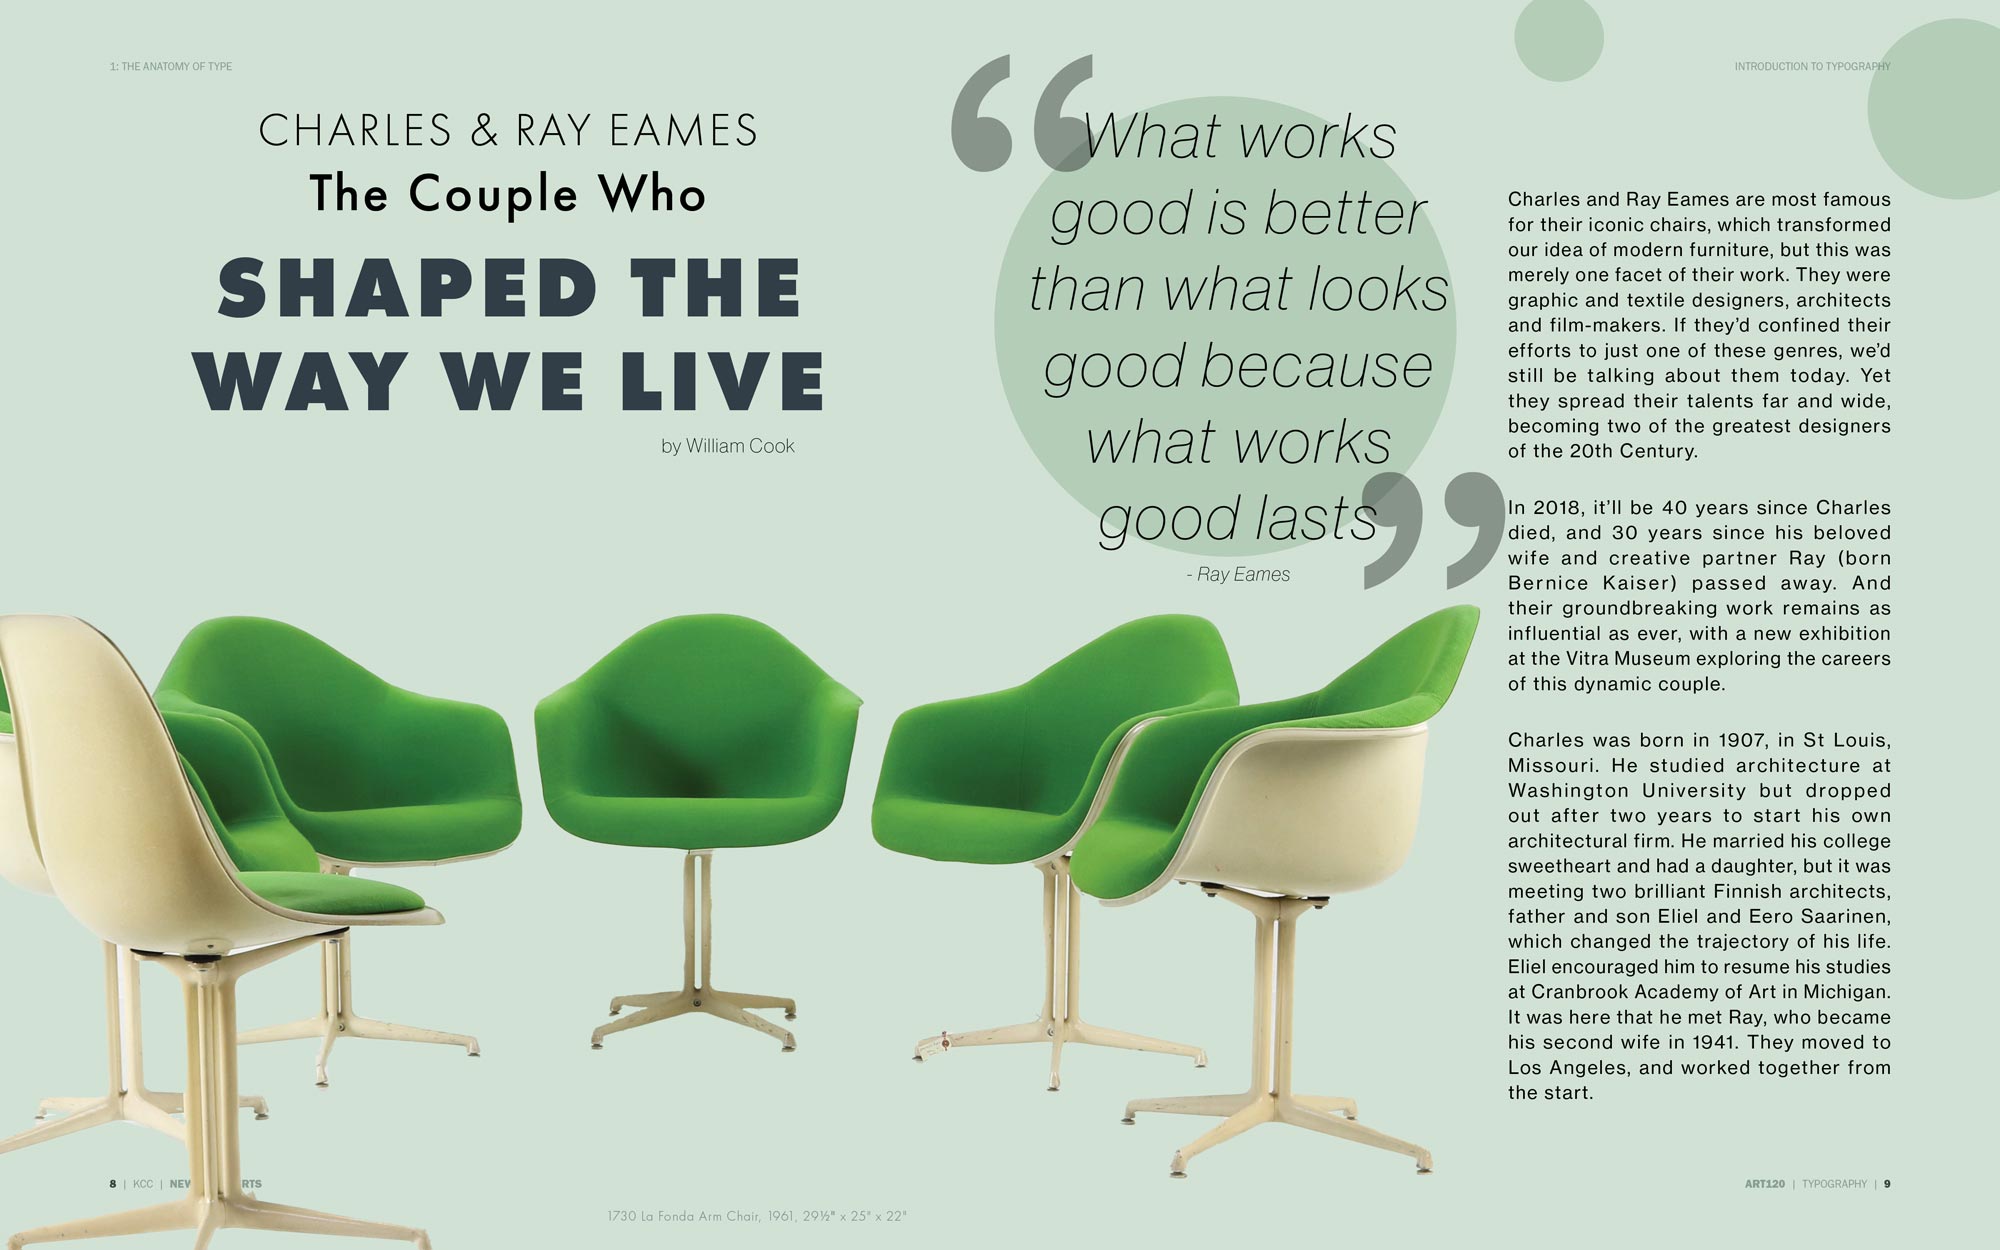 1: THE ANATOMY OF TYPE
INTRODUCTION TO TYPOGRAPHY
CHARLES & RAY EAMES
The Couple Who
SHAPED THE
WAY WE LIVE
by William Cook
“What works
good is better
than what looks
good because
what works
good lasts”
- Ray Eames
Charles and Ray Eames are most famous
for their iconic chairs, which transformed
our idea of modern furniture, but this was
merely one facet of their work. They were
graphic and textile designers, architects
and film-makers. If they’d confined their
efforts to just one of these genres, we’d
still be talking about them today. Yet
they spread their talents far and wide,
becoming two of the greatest designers
of the 20th Century.
In 2018, it’ll be 40 years since Charles
died, and 30 years since his beloved
wife and creative partner Ray (born
Bernice Kaiser) passed away. And
their groundbreaking work remains as
influential as ever, with a new exhibition
at the Vitra Museum exploring the careers
of this dynamic couple.
Charles was born in 1907, in St Louis,
Missouri. He studied architecture at
Washington University but dropped
out after two years to start his own
architectural firm. He married his college
sweetheart and had a daughter, but it was
meeting two brilliant Finnish architects,
father and son Eliel and Eero Saarinen,
which changed the trajectory of his life.
Eliel encouraged him to resume his studies
at Cranbrook Academy of Art in Michigan.
It was here that he met Ray, who became
his second wife in 1941. They moved to
Los Angeles, and worked together from
the start.
8 | KCC |
ART120 | TYPOGRAPHY | 9
1730 La Fonda Arm Chair, 1961, 29½" x 25" x 22"